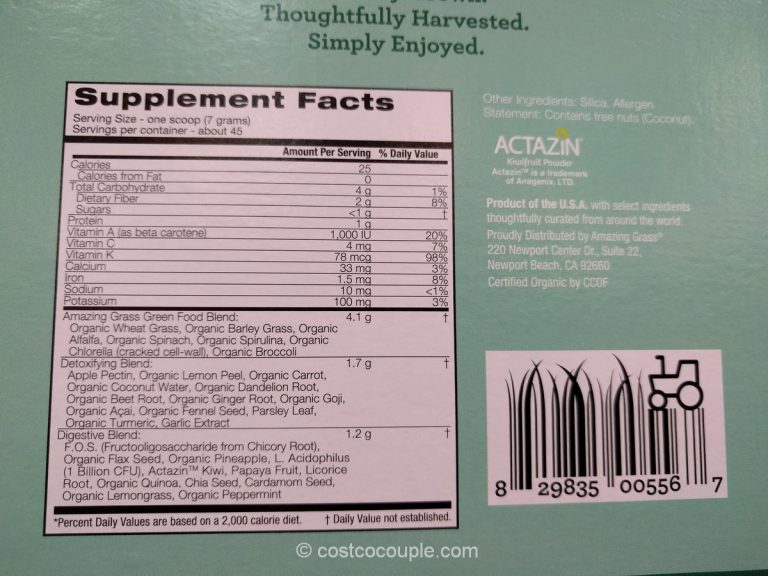 Thoughtfully Harvested.
Simply Enjoyed.
Supplement Facts
Serving Size - one scoop (7 grams)
Servings per container - about 45
Amount Per Serving % Daily Value
Calories 25
Calories from Fat 0
Total Carbohydrate 4 g 1%
Dietary Fiber 2 g 8%
Sugars <1 g †
Protein 1 g
Vitamin A (as beta carotene) 1,000 IU 20%
Vitamin C 4 mg 7%
Vitamin K 78 mcg 98%
Calcium 33 mg 3%
Iron 1.5 mg 8%
Sodium 10 mg <1%
Potassium 100 mg 3%
Amazing Grass Green Food Blend: 4.1 g †
Organic Wheat Grass, Organic Barley Grass, Organic
Alfalfa, Organic Spinach, Organic Spirulina, Organic
Chlorella (cracked cell-wall), Organic Broccoli
Detoxifying Blend: 1.7 g †
Apple Pectin, Organic Lemon Peel, Organic Carrot,
Organic Coconut Water, Organic Dandelion Root,
Organic Beet Root, Organic Ginger Root, Organic Goji,
Organic Açai, Organic Fennel Seed, Parsley Leaf,
Organic Turmeric, Garlic Extract
Digestive Blend: 1.2 g †
F.O.S. (Fructooligosaccharide from Chicory Root),
Organic Flax Seed, Organic Pineapple, L. Acidophilus
(1 Billion CFU), Actazin™ Kiwi, Papaya Fruit, Licorice
Root, Organic Quinoa, Chia Seed, Cardamom Seed,
Organic Lemongrass, Organic Peppermint
*Percent Daily Values are based on a 2,000 calorie diet. † Daily Value not established.
Other Ingredients: Silica. Allergen
Statement: Contains tree nuts (Coconut).
ACTAZIN
Kiwifruit Powder
Actazin™ is a trademark
of Anagenix, LTD.
Product of the U.S.A. with select ingredients
thoughtfully curated from around the world.
Proudly Distributed by Amazing Grass®
220 Newport Center Dr., Suite 22,
Newport Beach, CA 92660
Certified Organic by CCOF
8 29835 00556 7
© costcocouple.com